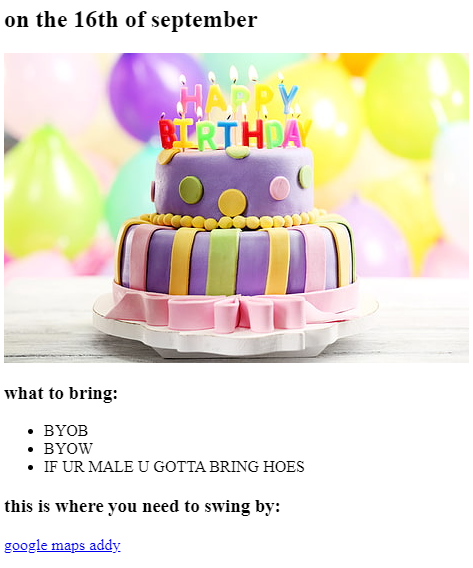 on the 16th of september
HAPPY
BIRTHDAY
what to bring:
BYOB
BYOW
IF UR MALE U GOTTA BRING HOES
this is where you need to swing by:
google maps addy